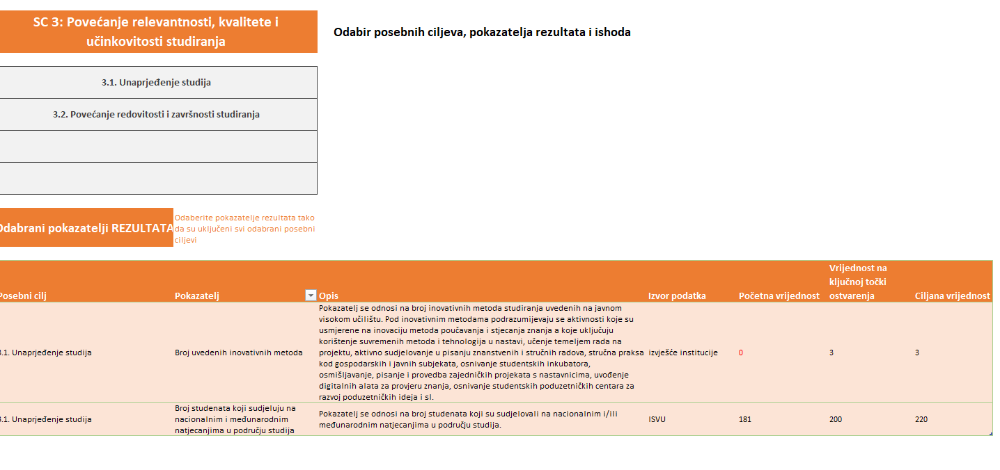 SC 3: Povećanje relevantnosti, kvalitete i
učinkovitosti studiranja
Odabir posebnih ciljeva, pokazatelja rezultata i ishoda
3.1. Unaprjeđenje studija
3.2. Povećanje redovitosti i završnosti studiranja
Odabrani pokazatelji REZULTATA
Odaberite pokazatelje rezultata tako
da su uključeni svi odabrani posebni
ciljevi
Posebni cilj
Pokazatelj
Opis
Izvor podatka
Početna vrijednost
Vrijednost na
ključnoj točki
ostvarenja
Ciljana vrijednost
3.1. Unaprjeđenje studija
Broj uvedenih inovativnih metoda
Pokazatelj se odnosi na broj inovativnih metoda studiranja uvedenih na javnom
visokom učilištu. Pod inovativnim metodama podrazumijevaju se aktivnosti koje su
usmjerene na inovaciju metoda poučavanja i stjecanja znanja a koje uključuju
korištenje suvremenih metoda i tehnologija u nastavi, učenje temeljem rada na
projektu, aktivno sudjelovanje u pisanju znanstvenih i stručnih radova, stručna praksa
kod gospodarskih i javnih subjekata, osnivanje studentskih inkubatora,
osmišljavanje, pisanje i provedba zajedničkih projekata s nastavnicima, uvođenje
digitalnih alata za provjeru znanja, osnivanje studentskih poduzetničkih centara za
razvoj poduzetničkih ideja i sl.
izvješće institucije
0
3
3
3.1. Unaprjeđenje studija
Broj studenata koji sudjeluju na
nacionalnim i međunarodnim
natjecanjima u području studija
Pokazatelj se odnosi na broj studenata koji su sudjelovali na nacionalnim i/ili
međunarodnim natjecanjima u području studija.
ISVU
181
200
220